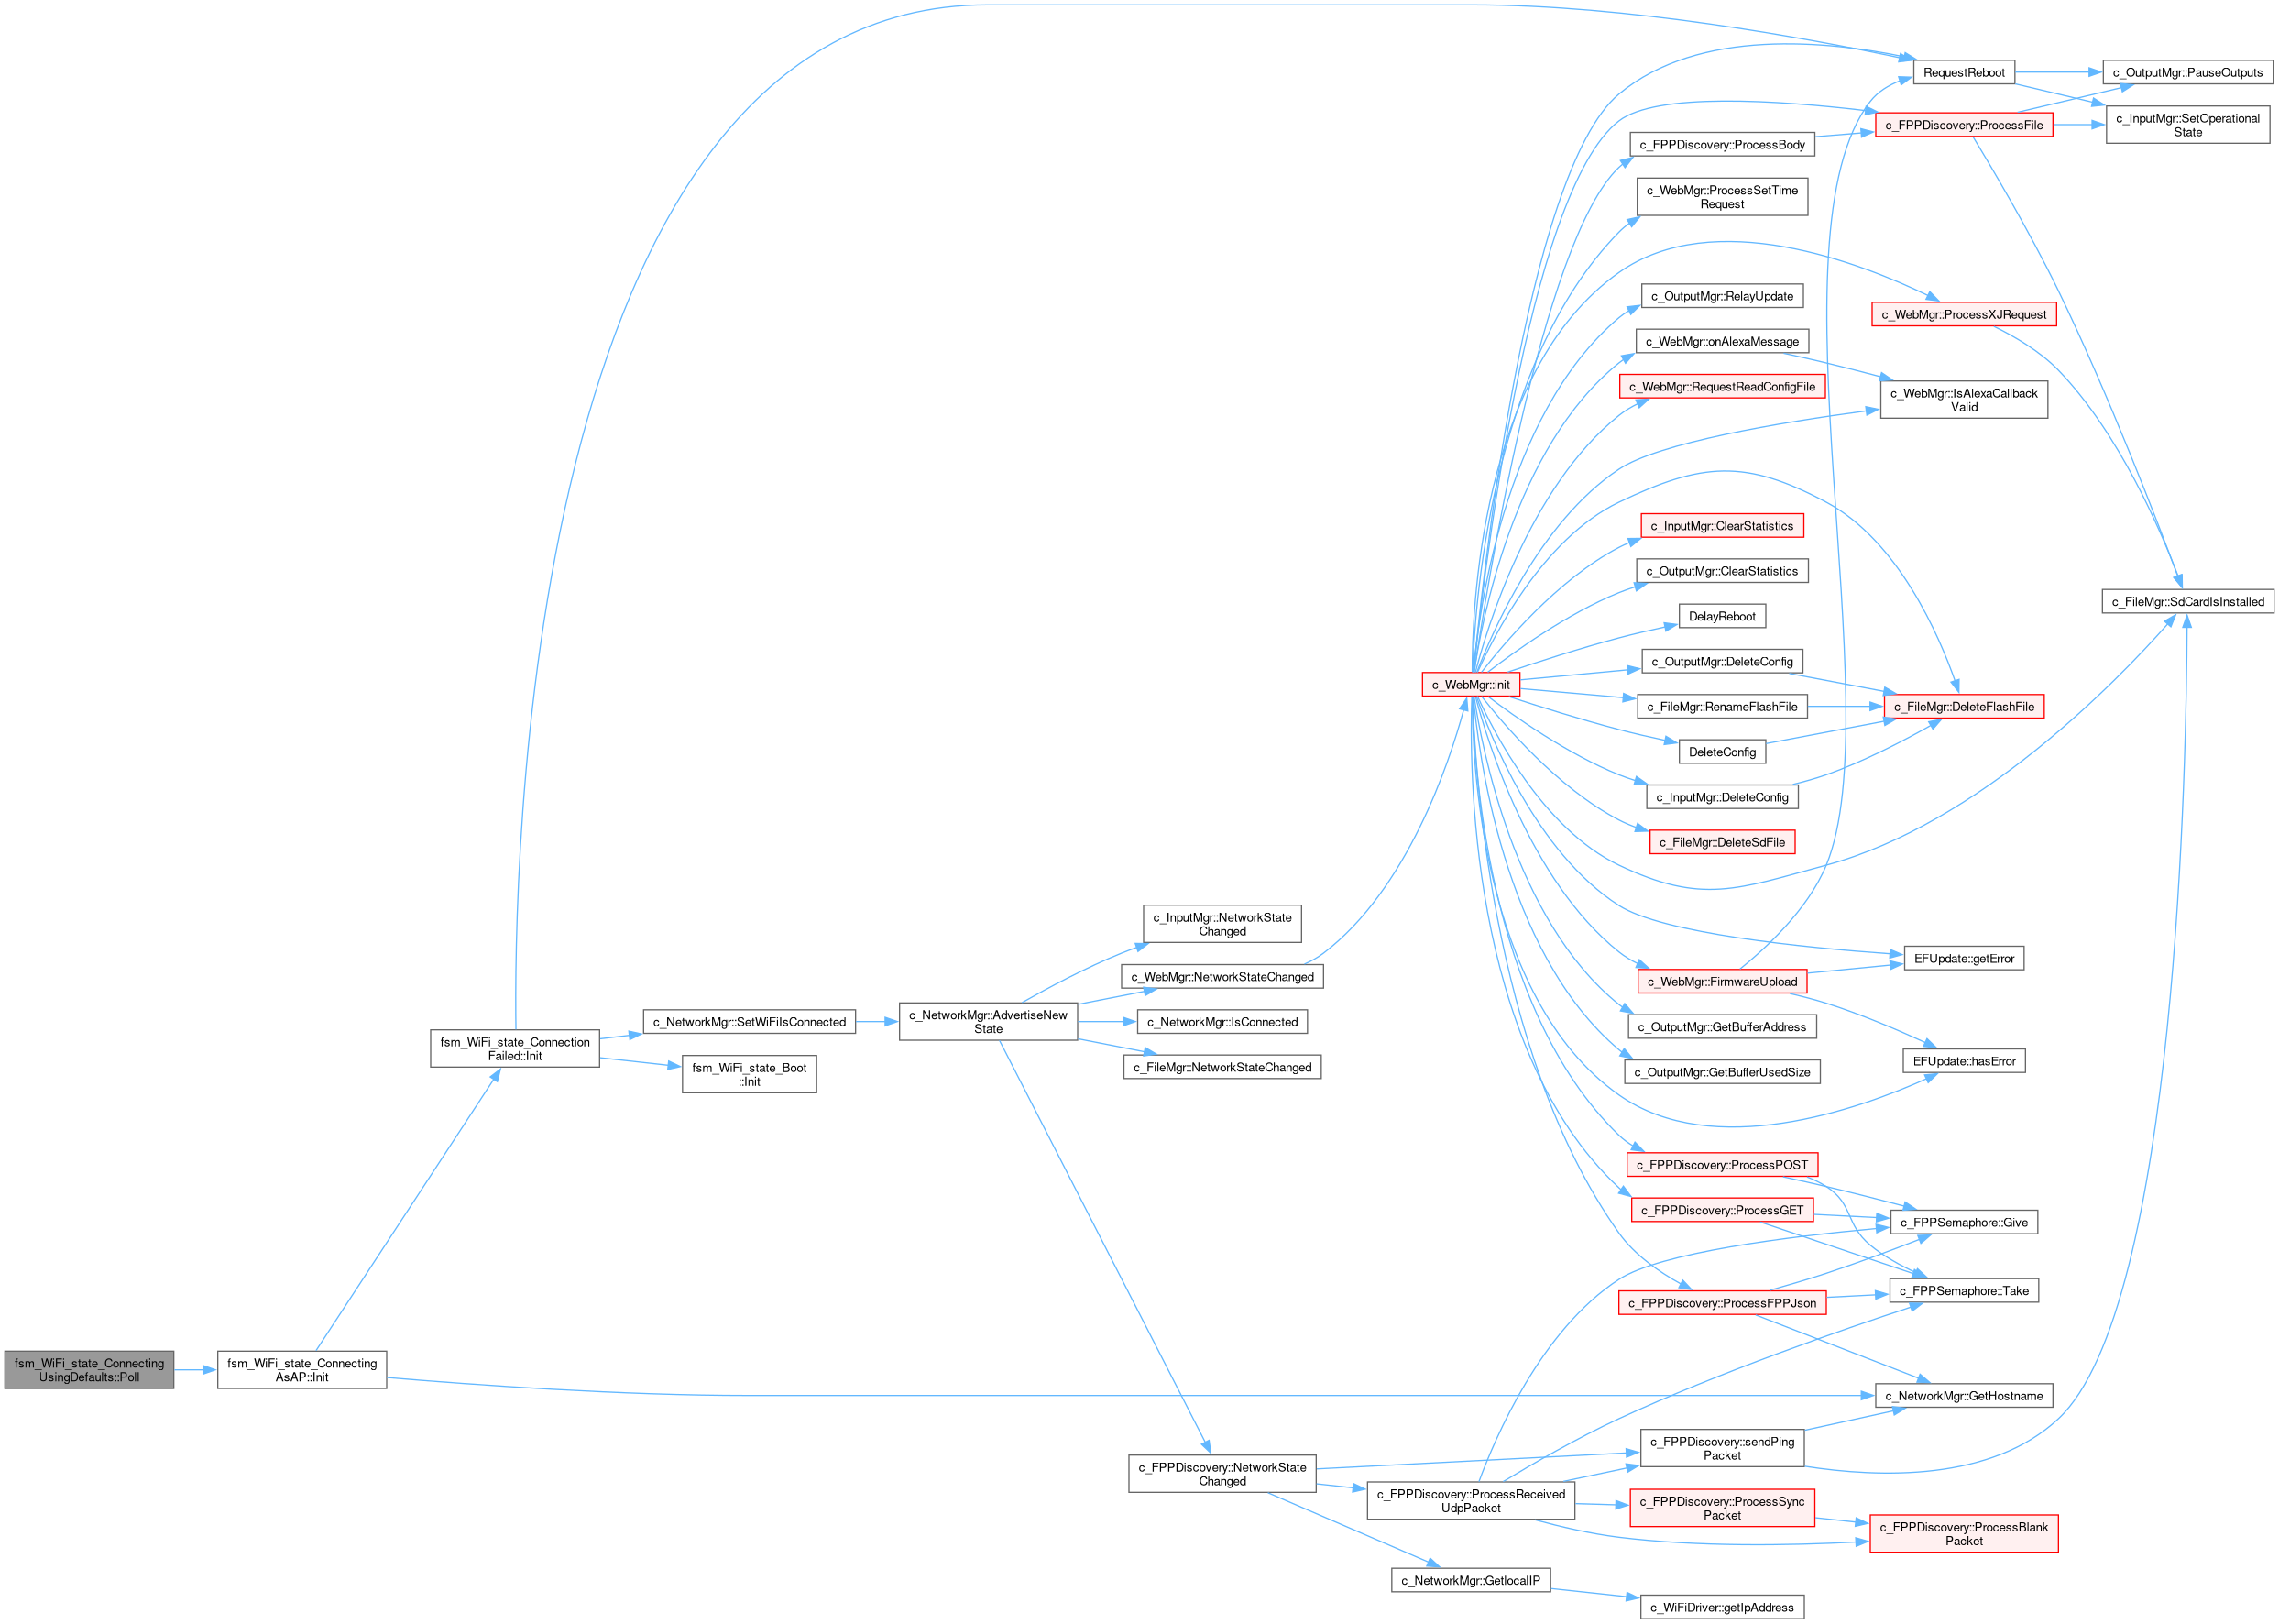 fsm_WiFi_state_Connecting
UsingDefaults::Poll
fsm_WiFi_state_Connecting
AsAP::Init
fsm_WiFi_state_Connection
Failed::Init
c_NetworkMgr::SetWiFiIsConnected
fsm_WiFi_state_Boot
::Init
c_NetworkMgr::AdvertiseNew
State
c_InputMgr::NetworkState
Changed
c_WebMgr::NetworkStateChanged
c_NetworkMgr::IsConnected
c_FileMgr::NetworkStateChanged
c_FPPDiscovery::NetworkState
Changed
c_WebMgr::init
c_FPPDiscovery::ProcessReceived
UdpPacket
c_NetworkMgr::GetlocalIP
c_FPPDiscovery::ProcessBody
c_WebMgr::ProcessSetTime
Request
c_OutputMgr::RelayUpdate
c_WebMgr::onAlexaMessage
c_WebMgr::RequestReadConfigFile
c_InputMgr::ClearStatistics
c_OutputMgr::ClearStatistics
DelayReboot
c_OutputMgr::DeleteConfig
c_FileMgr::RenameFlashFile
DeleteConfig
c_InputMgr::DeleteConfig
c_FileMgr::DeleteSdFile
c_WebMgr::FirmwareUpload
c_OutputMgr::GetBufferAddress
c_OutputMgr::GetBufferUsedSize
c_FPPDiscovery::ProcessPOST
c_FPPDiscovery::ProcessGET
c_FPPDiscovery::ProcessFPPJson
c_FPPDiscovery::sendPing
Packet
c_FPPDiscovery::ProcessSync
Packet
c_WiFiDriver::getIpAddress
RequestReboot
c_FPPDiscovery::ProcessFile
c_WebMgr::ProcessXJRequest
c_WebMgr::IsAlexaCallback
Valid
c_FileMgr::DeleteFlashFile
EFUpdate::getError
EFUpdate::hasError
c_FPPSemaphore::Give
c_FPPSemaphore::Take
c_NetworkMgr::GetHostname
c_FPPDiscovery::ProcessBlank
Packet
c_OutputMgr::PauseOutputs
c_InputMgr::SetOperational
State
c_FileMgr::SdCardIsInstalled